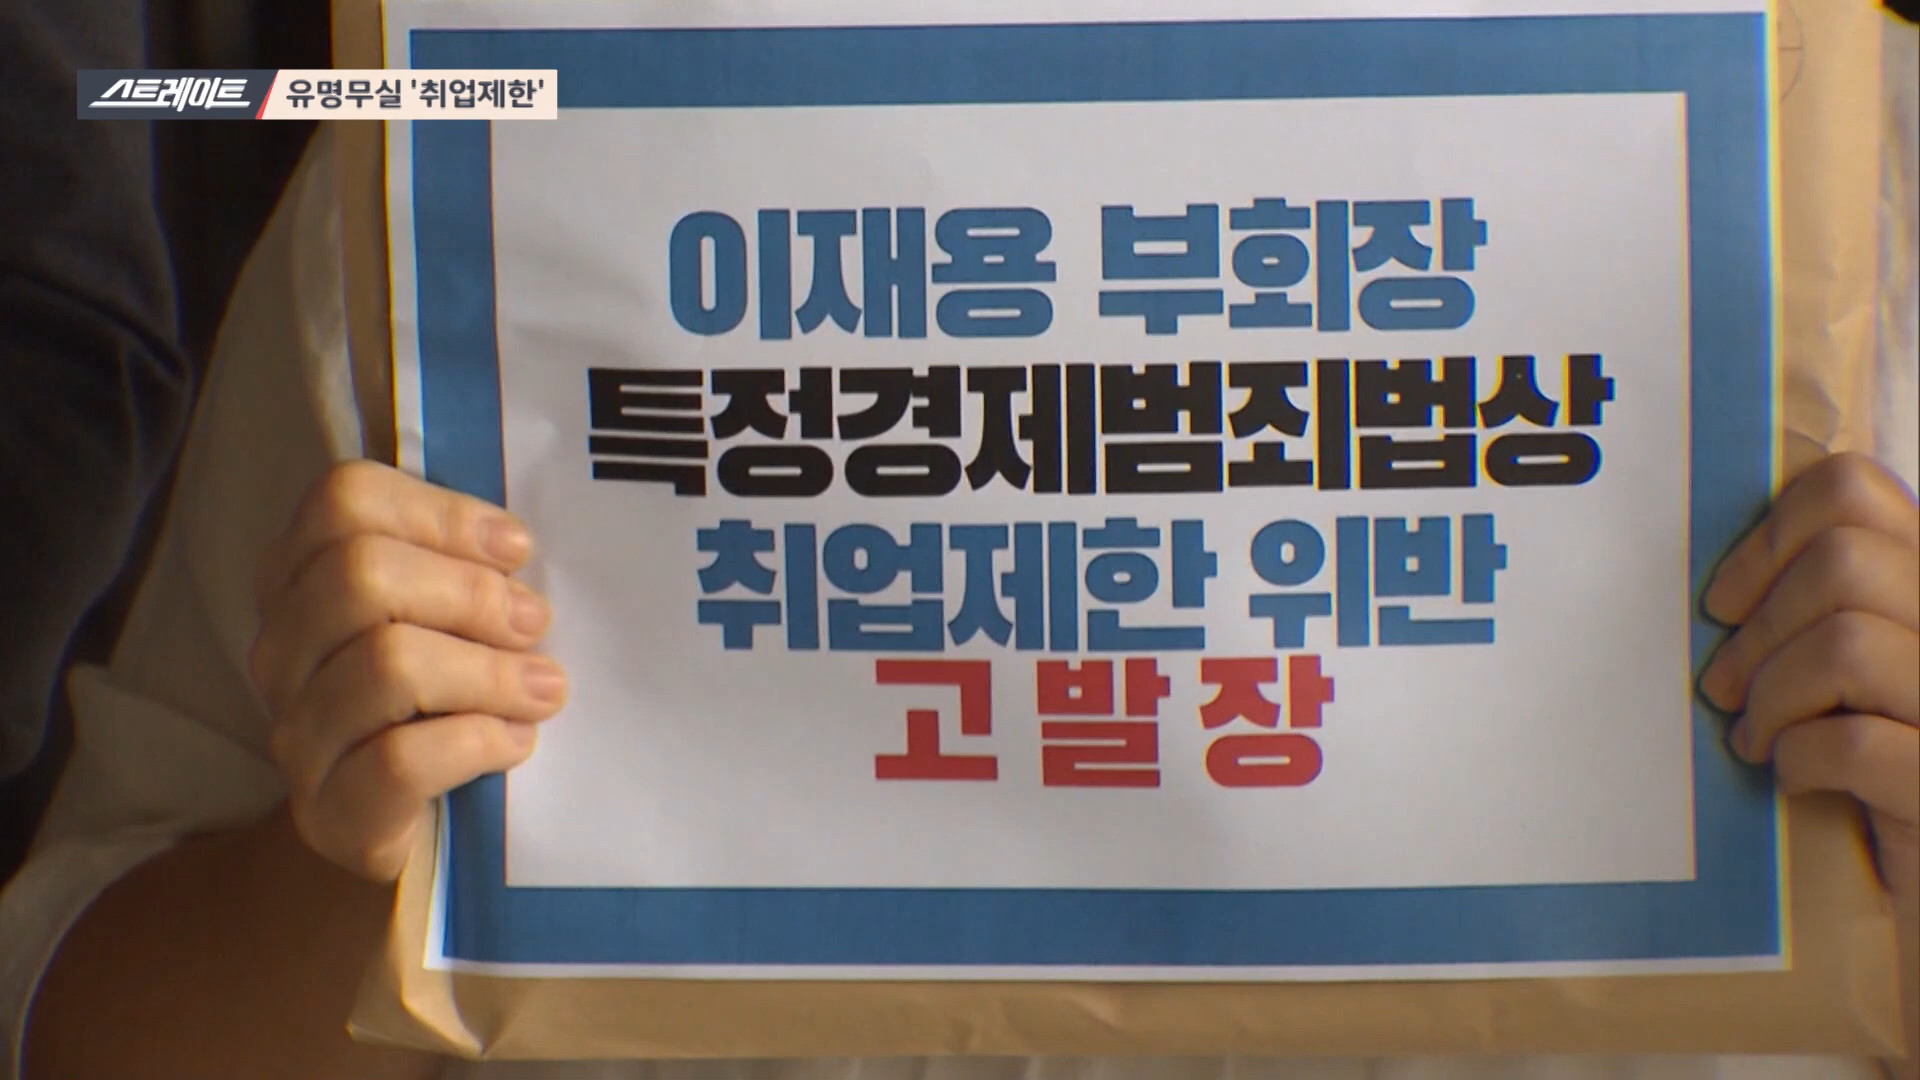 스트레이트 유명무실 '취업제한'
이재용 부회장
특정경제범죄법상
취업제한 위반
고발장